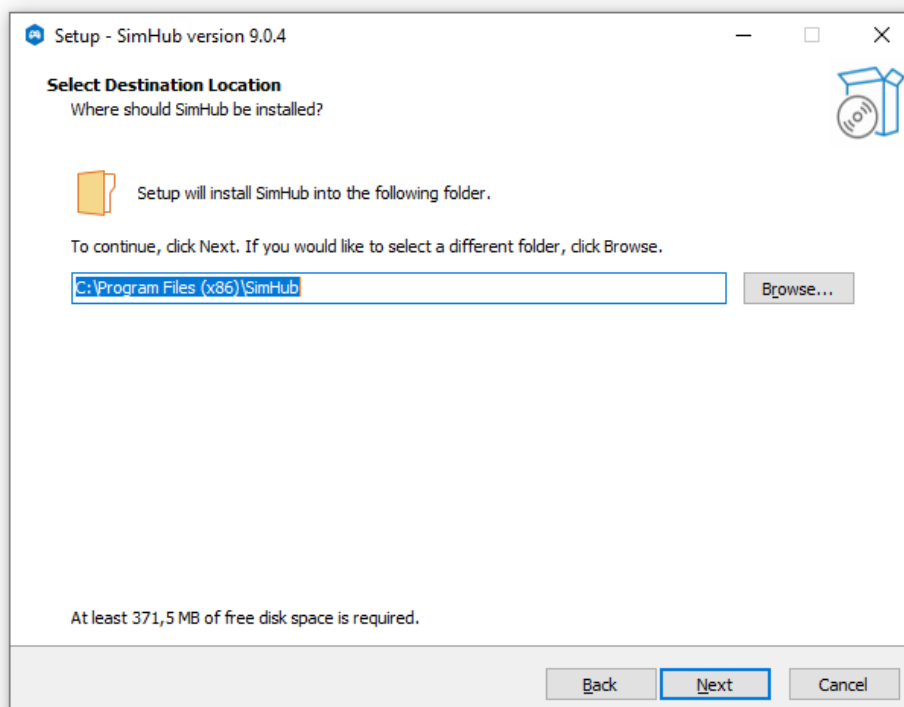 Setup - SimHub version 9.0.4
Select Destination Location
Where should SimHub be installed?
Setup will install SimHub into the following folder.
To continue, click Next. If you would like to select a different folder, click Browse.
C:\Program Files (x86)\SimHub
Browse...
At least 371,5 MB of free disk space is required.
Back
Next
Cancel